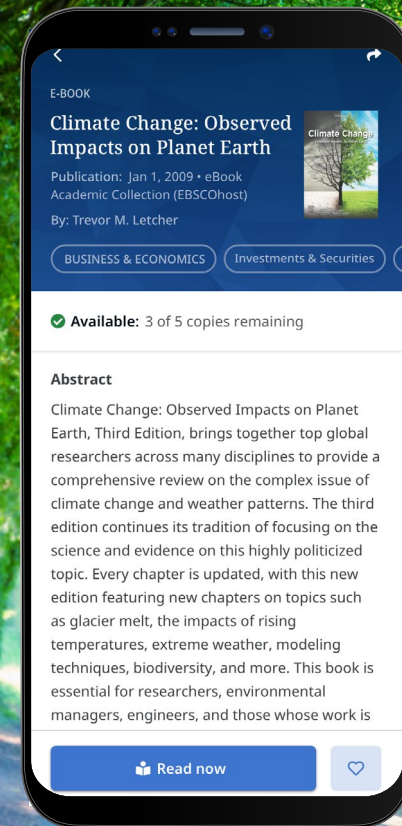 E-BOOK
Climate Change: Observed
Impacts on Planet Earth
Publication: Jan 1, 2009 • eBook
Academic Collection (EBSCOhost)
By: Trevor M. Letcher
Climate Change
BUSINESS & ECONOMICS
Investments & Securities
Available: 3 of 5 copies remaining
Abstract
Climate Change: Observed Impacts on Planet
Earth, Third Edition, brings together top global
researchers across many disciplines to provide a
comprehensive review on the complex issue of
climate change and weather patterns. The third
edition continues its tradition of focusing on the
science and evidence on this highly politicized
topic. Every chapter is updated, with this new
edition featuring new chapters on topics such
as glacier melt, the impacts of rising
temperatures, extreme weather, modeling
techniques, biodiversity, and more. This book is
essential for researchers, environmental
managers, engineers, and those whose work is
Read now